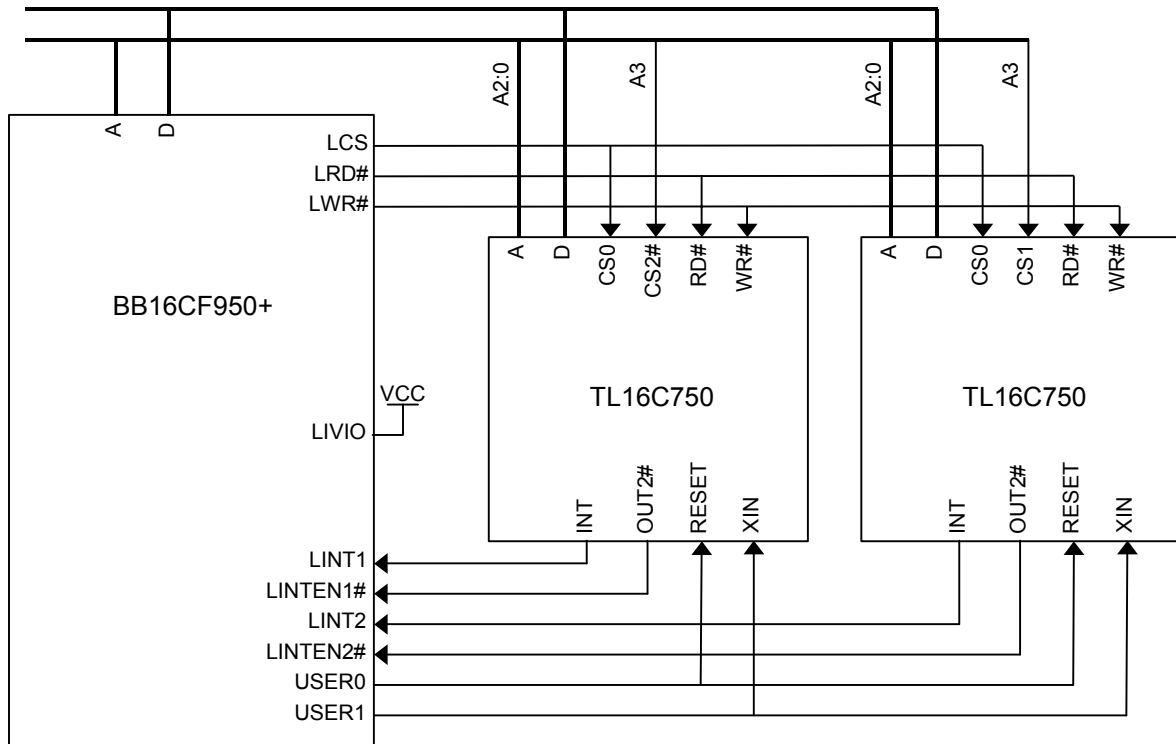 A2:0
A3
A2:0
A3
A
D
LCS
LRD#
LWR#
A
D
CS0
CS2#
RD#
WR#
A
D
CS0
CS1
RD#
WR#
BB16CF950+
TL16C750
TL16C750
VCC
LIVIO
INT
OUT2#
RESET
XIN
INT
OUT2#
RESET
XIN
LINT1
LINTEN1#
LINT2
LINTEN2#
USER0
USER1